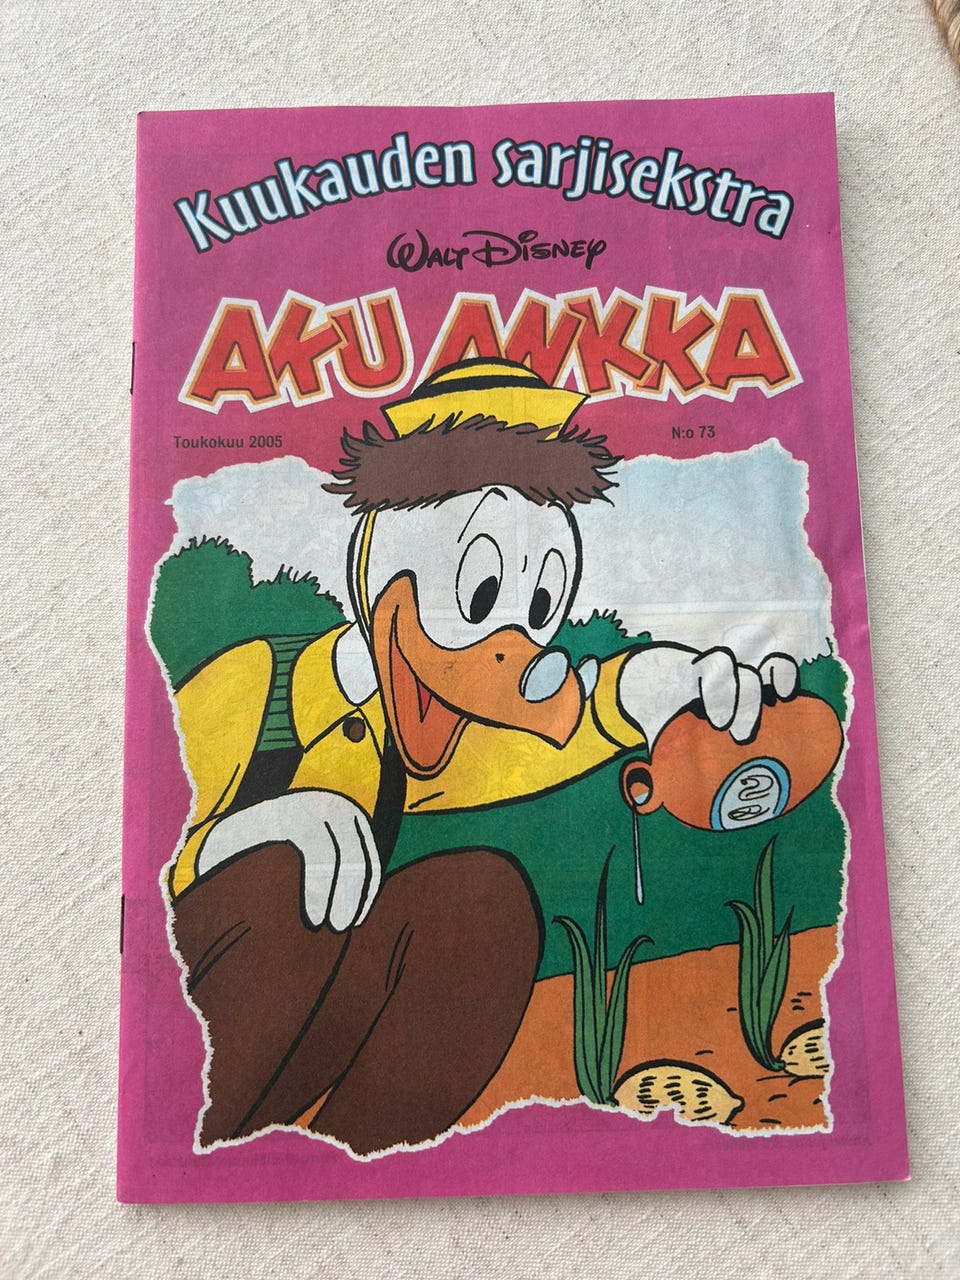 Kuukauden sarjisekstra
WALT DISNEY
AKU ANKKA
Toukokuu 2005
N:o 73